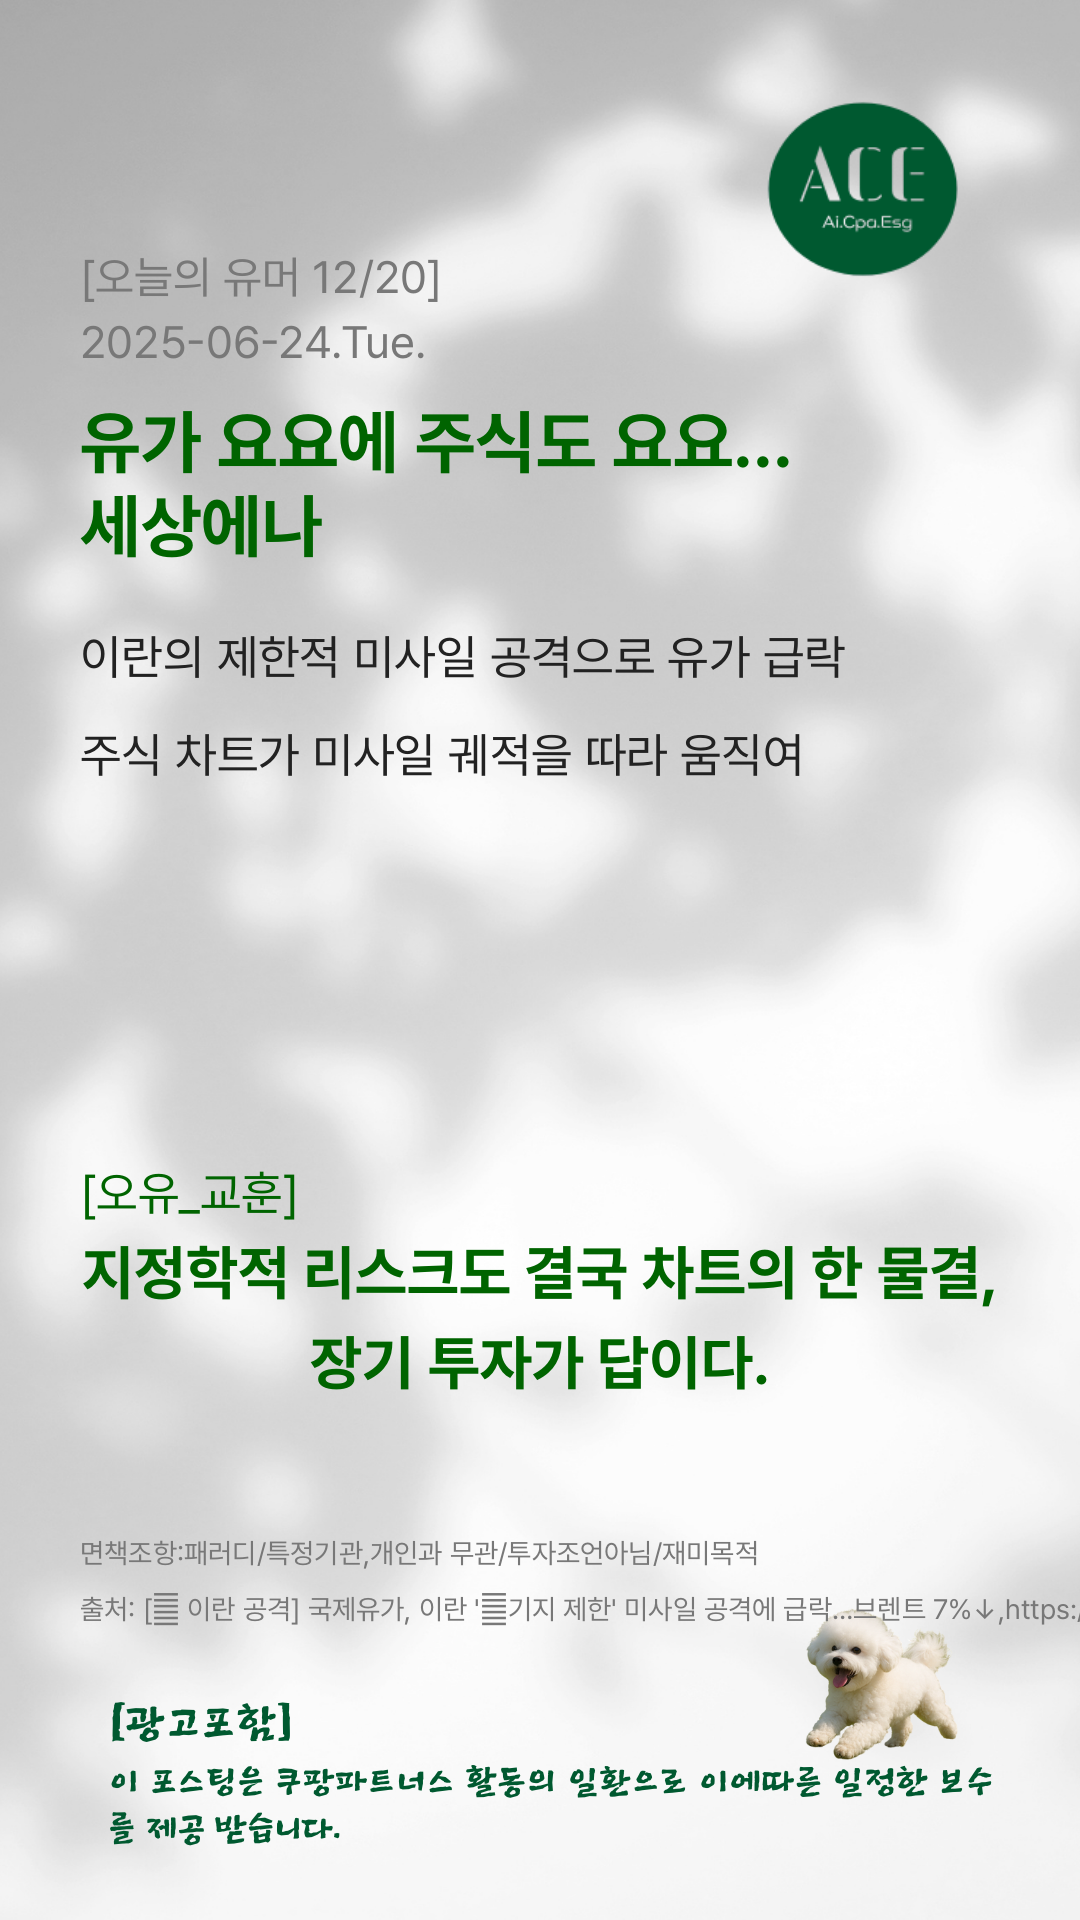 ACE
Ai.Cpa.Esg
[오늘의 유머 12/20]
2025-06-24.Tue.
유가 요요에 주식도 요요...
세상에나
이란의 제한적 미사일 공격으로 유가 급락
주식 차트가 미사일 궤적을 따라 움직여
[오유_교훈]
지정학적 리스크도 결국 차트의 한 물결,
장기 투자가 답이다.
면책조항:패러디/특정기관,개인과 무관/투자조언아님/재미목적
출처: [ 이란 공격] 국제유가, 이란 '기지 제한' 미사일 공격에 급락...브렌트 7%↓,https:/
[광고포함]
이 포스팅은 쿠팡파트너스 활동의 일환으로 이에따른 일정한 보수
를 제공 받습니다.